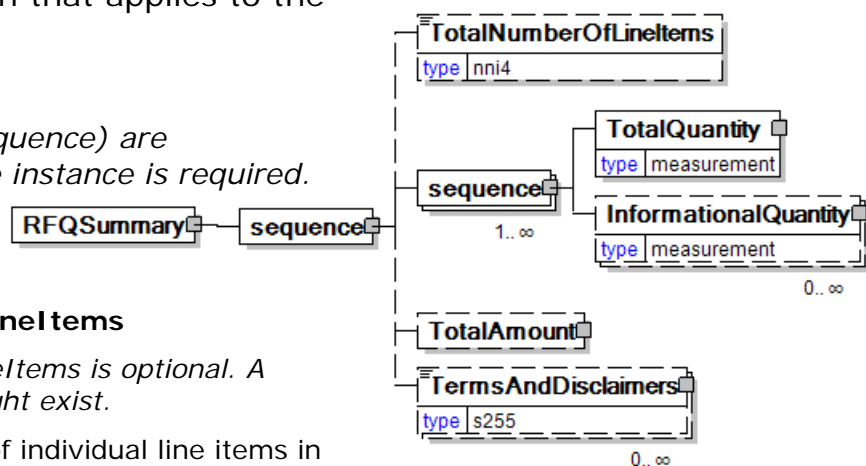 n that applies to the
TotalNumberOfLineItems
type nni4
quence) are
e instance is required.
TotalQuantity
type measurement
sequence
1.. ∞
InformationalQuantity
type measurement
0.. ∞
RFQSummary
sequence
neItems
eItems is optional. A
ght exist.
TotalAmount
TermsAndDisclaimers
type s255
0.. ∞
of individual line items in